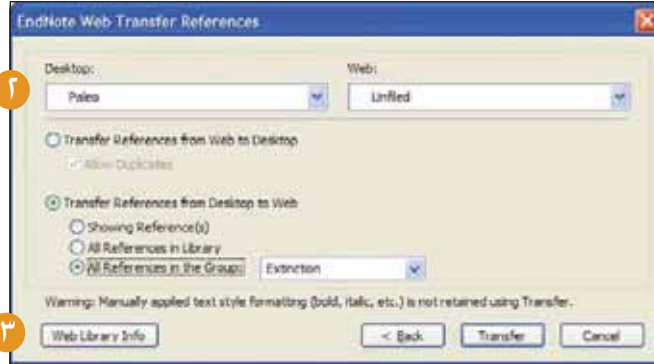 EndNote Web Transfer References
Desktop:
Web:
۲
Paleo
Unfiled
Transfer References from Web to Desktop
Allow Duplicates
Transfer References from Desktop to Web
Showing Reference(s)
All References in Library
All References in the Group:
Extinction
Warning: Manually applied text style formatting (bold, italic, etc.) is not retained using Transfer.
۳
Web Library Info
< Back
Transfer
Cancel